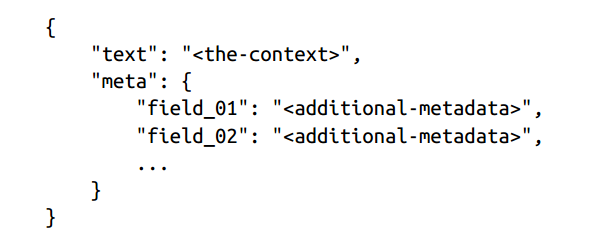 {
"text": "<the-context>",
"meta": {
"field_01": "<additional-metadata>",
"field_02": "<additional-metadata>",
...
}
}